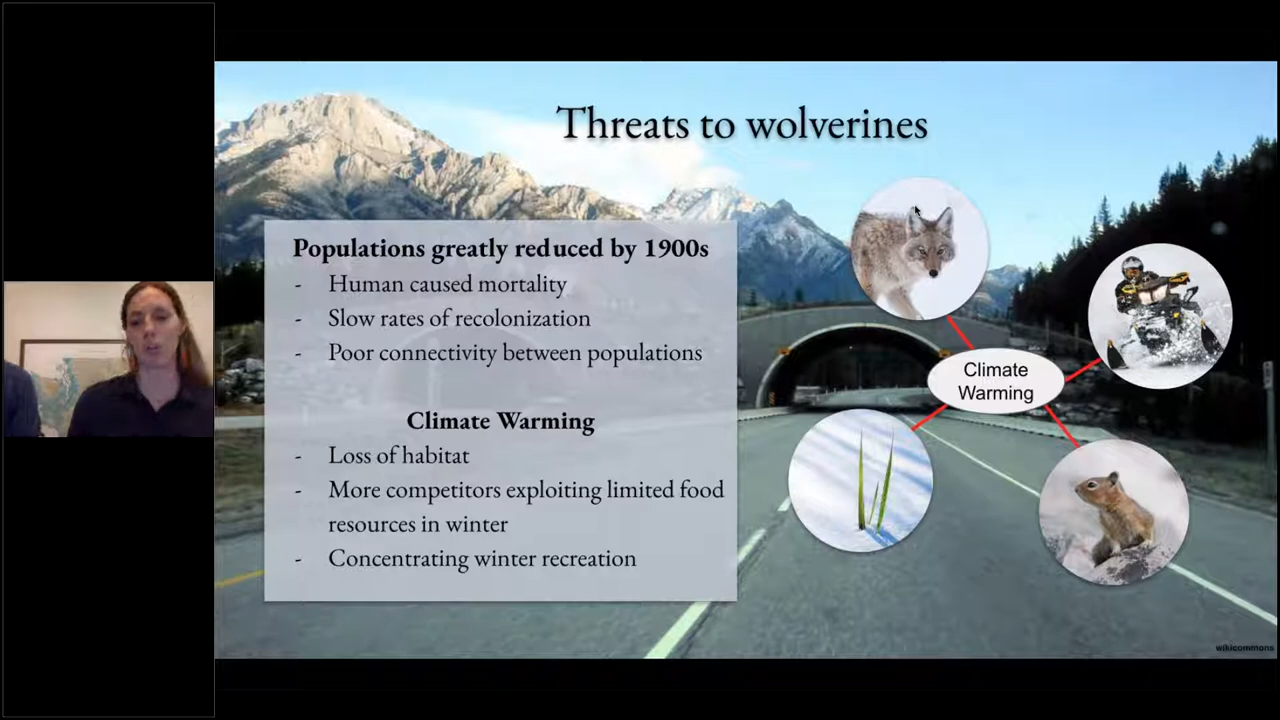 Threats to wolverines
Populations greatly reduced by 1900s
- Human caused mortality
- Slow rates of recolonization
- Poor connectivity between populations
Climate Warming
- Loss of habitat
- More competitors exploiting limited food
resources in winter
- Concentrating winter recreation
Climate
Warming
wikicommons